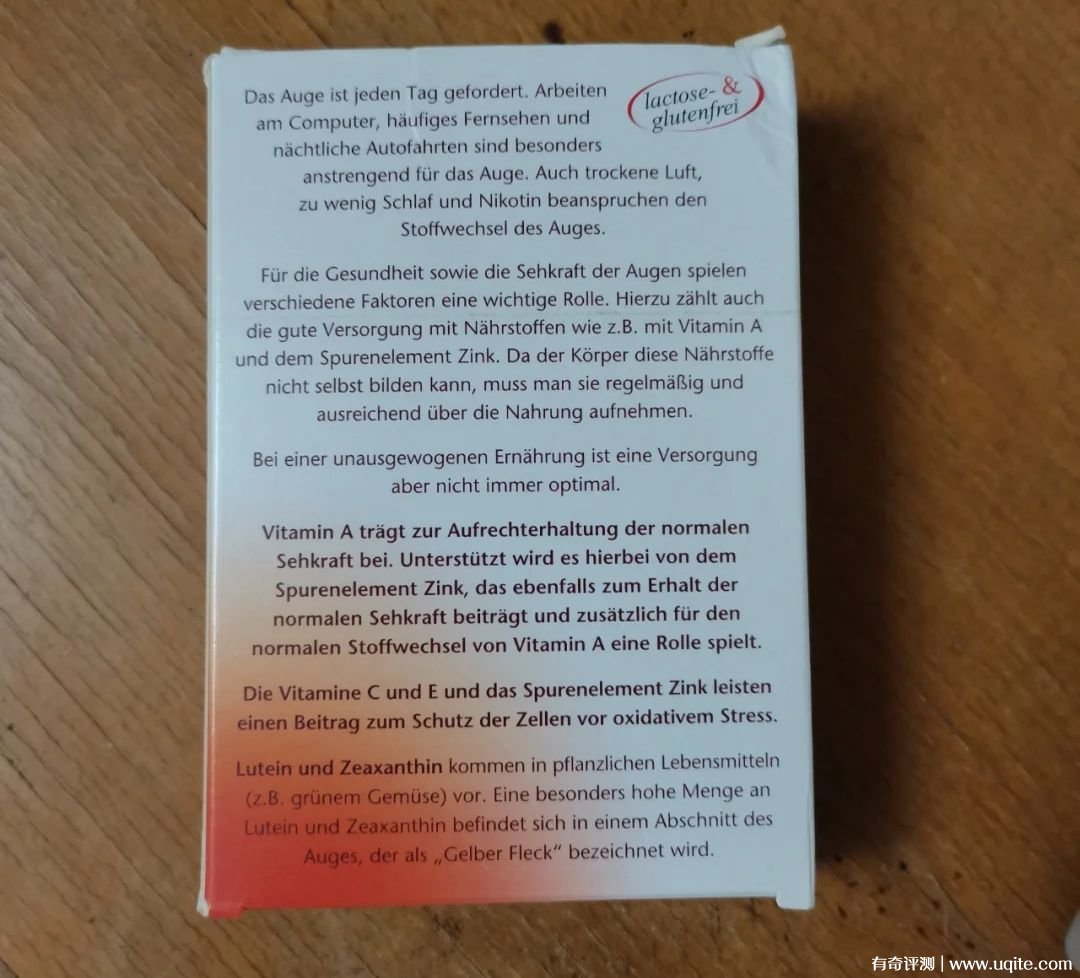 Das Auge ist jeden Tag gefordert. Arbeiten
am Computer, häufiges Fernsehen und
nächtliche Autofahrten sind besonders
anstrengend für das Auge. Auch trockene Luft,
zu wenig Schlaf und Nikotin beanspruchen den
Stoffwechsel des Auges.
lactose- &
glutenfrei
Für die Gesundheit sowie die Sehkraft der Augen spielen
verschiedene Faktoren eine wichtige Rolle. Hierzu zählt auch
die gute Versorgung mit Nährstoffen wie z.B. mit Vitamin A
und dem Spurenelement Zink. Da der Körper diese Nährstoffe
nicht selbst bilden kann, muss man sie regelmäßig und
ausreichend über die Nahrung aufnehmen.
Bei einer unausgewogenen Ernährung ist eine Versorgung
aber nicht immer optimal.
Vitamin A trägt zur Aufrechterhaltung der normalen
Sehkraft bei. Unterstützt wird es hierbei von dem
Spurenelement Zink, das ebenfalls zum Erhalt der
normalen Sehkraft beiträgt und zusätzlich für den
normalen Stoffwechsel von Vitamin A eine Rolle spielt.
Die Vitamine C und E und das Spurenelement Zink leisten
einen Beitrag zum Schutz der Zellen vor oxidativem Stress.
Lutein und Zeaxanthin kommen in pflanzlichen Lebensmitteln
(z.B. grünem Gemüse) vor. Eine besonders hohe Menge an
Lutein und Zeaxanthin befindet sich in einem Abschnitt des
Auges, der als „Gelber Fleck“ bezeichnet wird.
有奇评测 | www.uqite.com